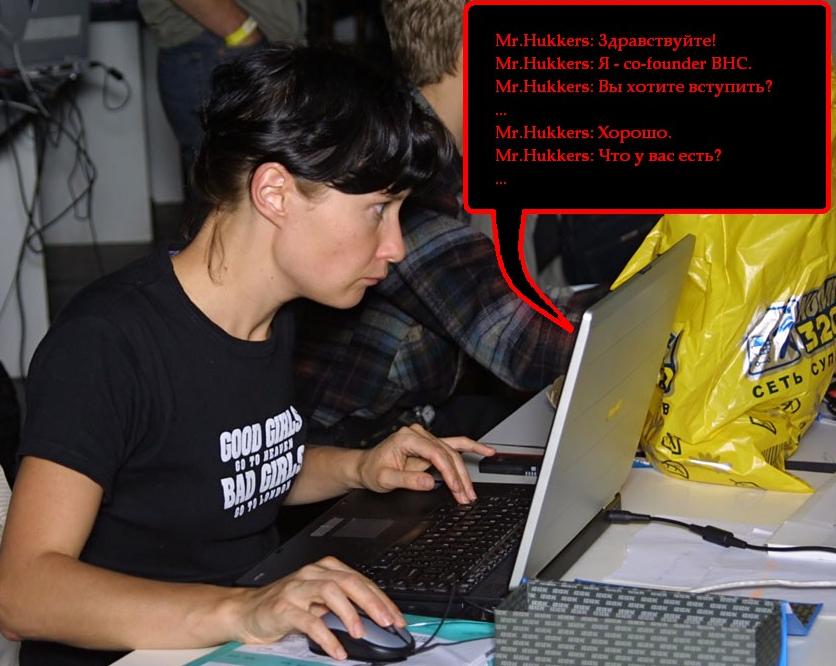 Mr.Hukkers: Здравствуйте!
Mr.Hukkers: Я - co-founder BHC.
Mr.Hukkers: Вы хотите вступить?
...
Mr.Hukkers: Хорошо.
Mr.Hukkers: Что у вас есть?
...
GOOD GIRLS
GO TO HEAVEN
BAD GIRLS
GO TO LONDON
320
СЕТЬ СУП